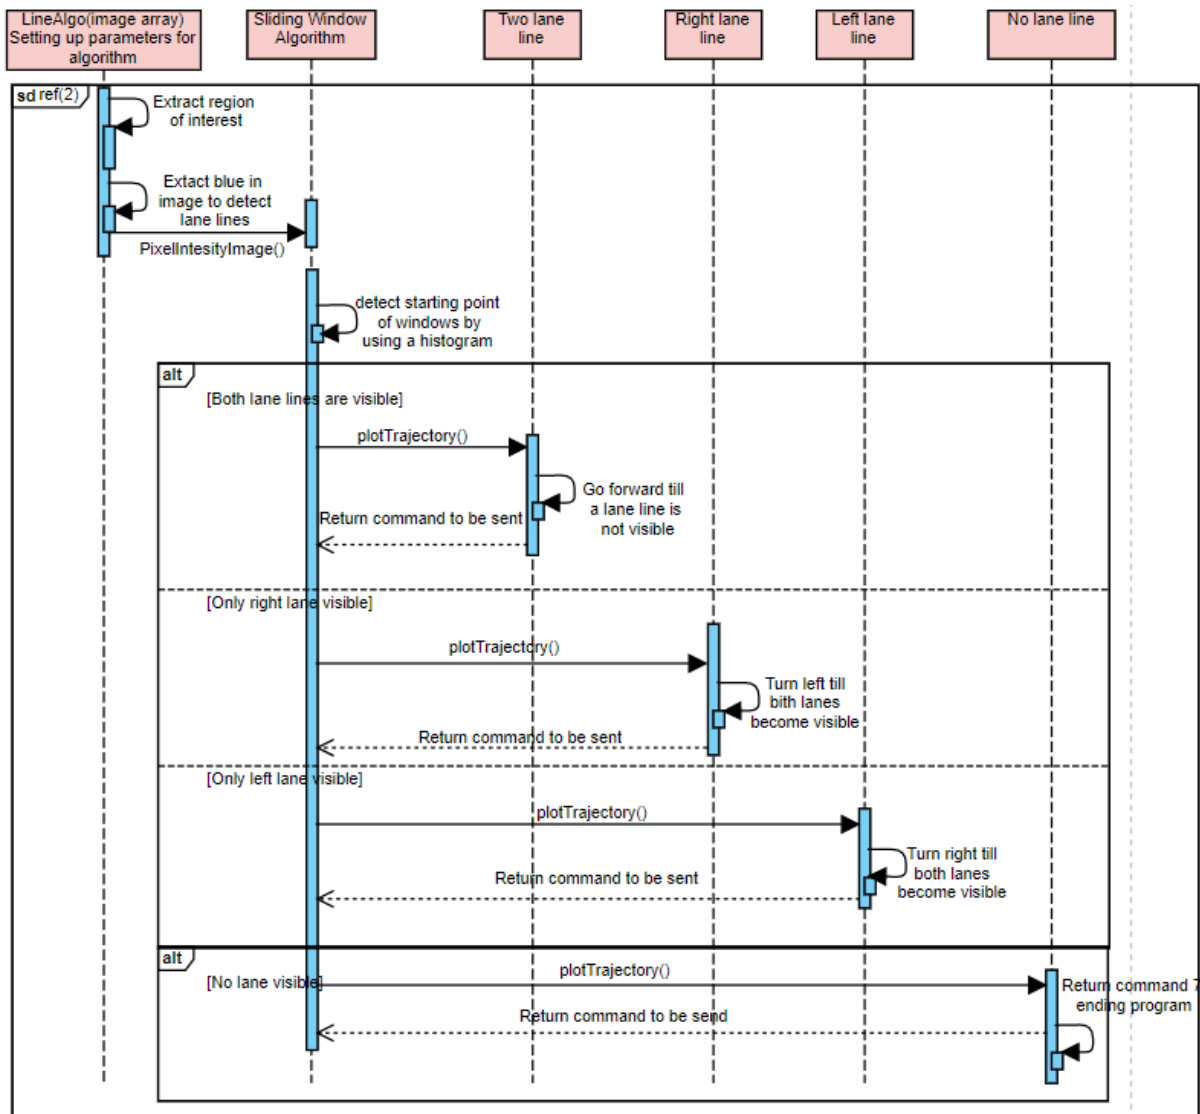 LineAlgo(image array)
Setting up parameters for
algorithm
Sliding Window
Algorithm
Two lane
line
Right lane
line
Left lane
line
No lane line
sd ref(2)
Extract region
of interest
Extact blue in
image to detect
lane lines
PixelIntesityImage()
detect starting point
of windows by
using a histogram
alt
[Both lane lines are visible]
plotTrajectory()
Go forward till
a lane line is
not visible
Return command to be sent
[Only right lane visible]
plotTrajectory()
Turn left till
bith lanes
become visible
Return command to be sent
[Only left lane visible]
plotTrajectory()
Turn right till
both lanes
become visible
Return command to be sent
alt
[No lane visible]
plotTrajectory()
Return command 7
ending program
Return command to be send